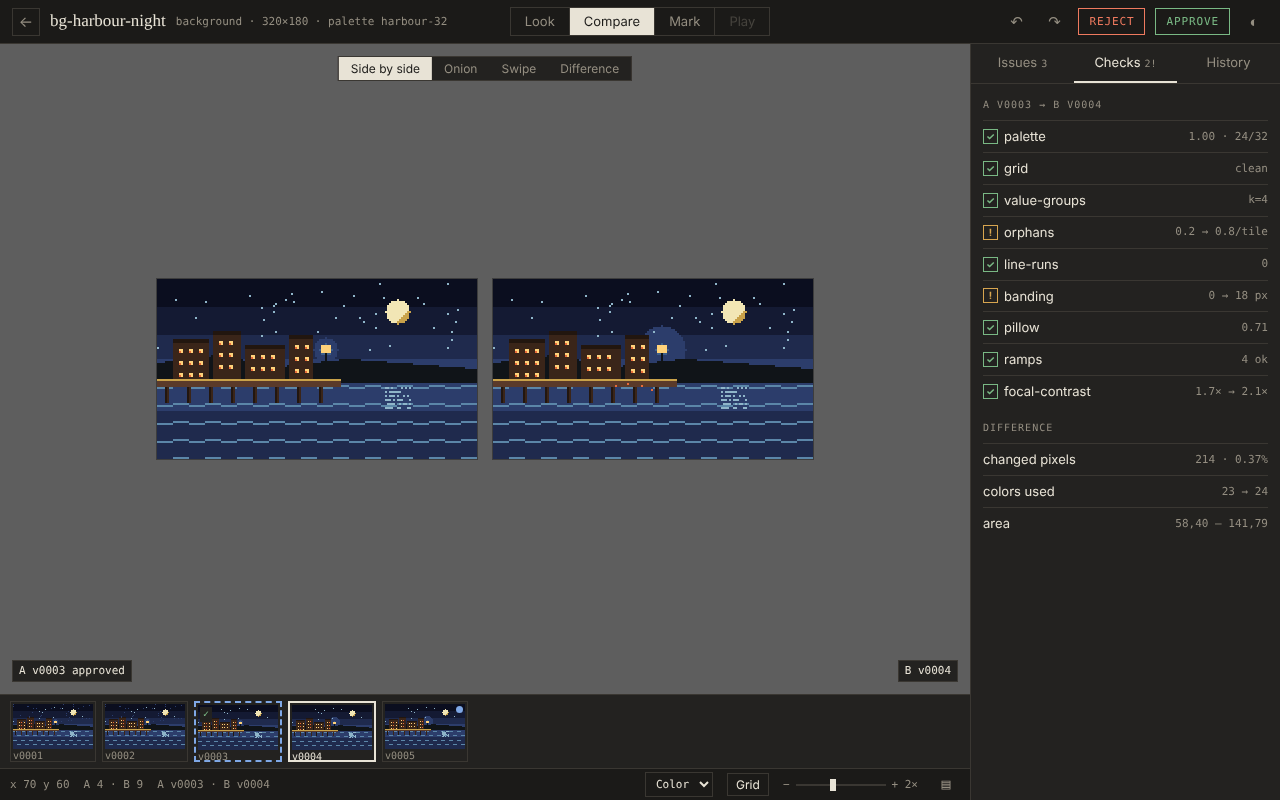 ← bg-harbour-night background · 320×180 · palette harbour-32 Look Compare Mark Play ↶ ↷ REJECT APPROVE
Side by side Onion Swipe Difference
Issues 3 Checks 2! History
A V0003 → B V0004
palette 1.00 · 24/32
grid clean
value-groups k=4
! orphans 0.2 → 0.8/tile
line-runs 0
! banding 0 → 18 px
pillow 0.71
ramps 4 ok
focal-contrast 1.7× → 2.1×
DIFFERENCE
changed pixels 214 · 0.37%
colors used 23 → 24
area 58,40 – 141,79
A v0003 approved
B v0004
v0001 v0002 v0003 v0004 v0005
x 70 y 60 A 4 · B 9 A v0003 · B v0004 Color Grid − + 2×